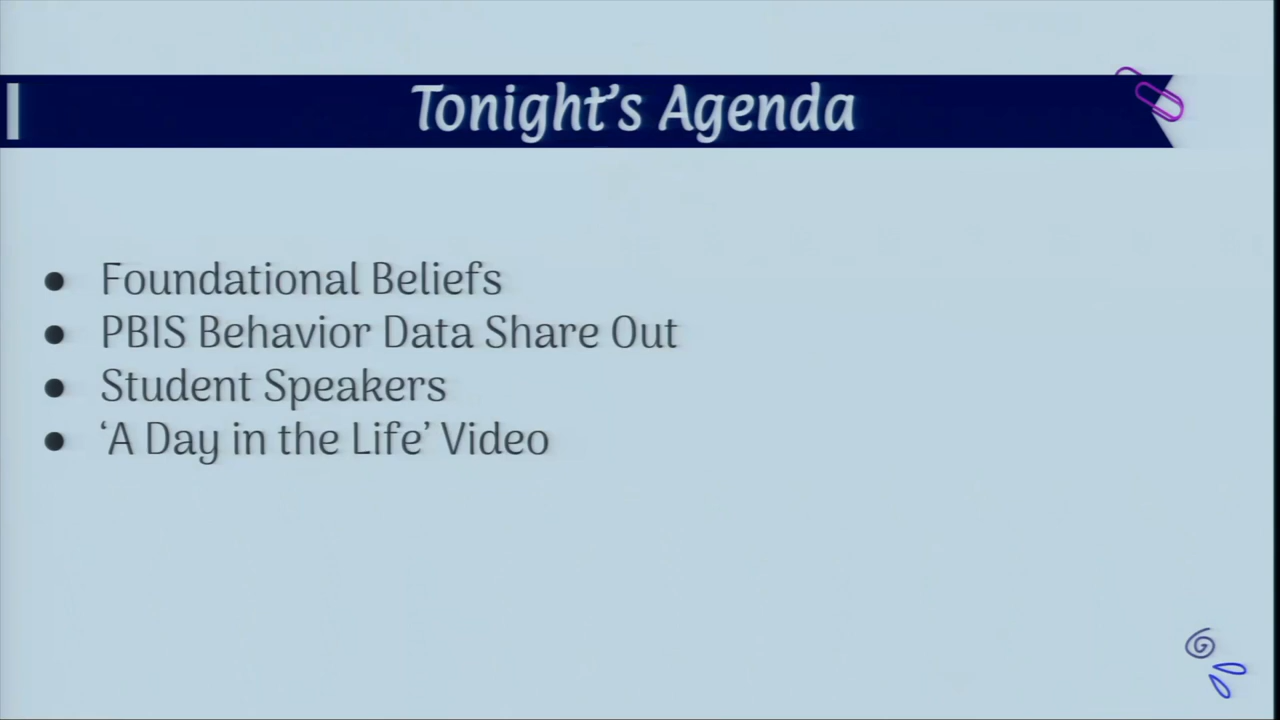 Tonight’s Agenda
● Foundational Beliefs
● PBIS Behavior Data Share Out
● Student Speakers
● ‘A Day in the Life’ Video